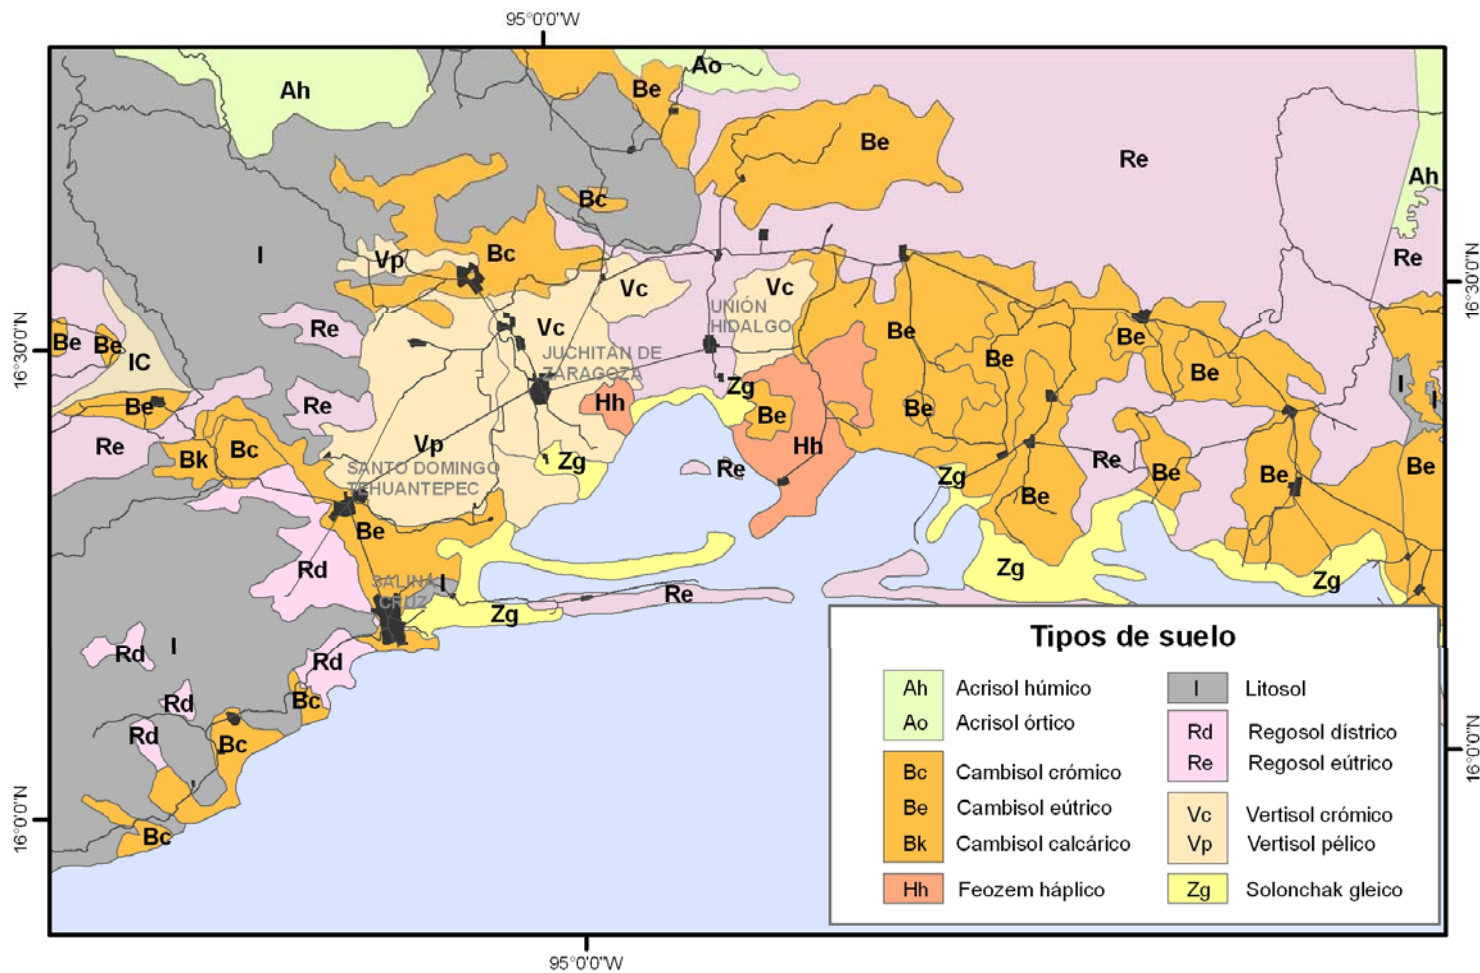 95°0'0"W
Ah
Ao
Be
Be
Re
Ah
Bc
Re
I
Vp
Bc
Vc
Vc
16°30'0"N
16°30'0"N
UNIÓN
HIDALGO
Re
Vc
Be
Be
Be
Be
Be
IC
JUCHITÁN DE
ZARAGOZA
Be
I
I
Zg
Be
Re
Hh
Be
Be
Re
Bk
Bc
Vp
Zg
Hh
Re
Re
Be
Be
Be
SANTO DOMINGO
TEHUANTEPEC
Zg
Be
Be
Rd
Zg
Zg
SALINA
CRUZ
I
Re
Zg
Rd
I
Rd
Rd
Bc
Rd
Bc
I
Bc
16°0'0"N
16°0'0"N
Tipos de suelo
Ah Acrisol húmico
Ao Acrisol órtico
Bc Cambisol crómico
Be Cambisol eútrico
Bk Cambisol calcárico
Hh Feozem háplico
I Litosol
Rd Regosol dístrico
Re Regosol eútrico
Vc Vertisol crómico
Vp Vertisol pélico
Zg Solonchak gleico
95°0'0"W